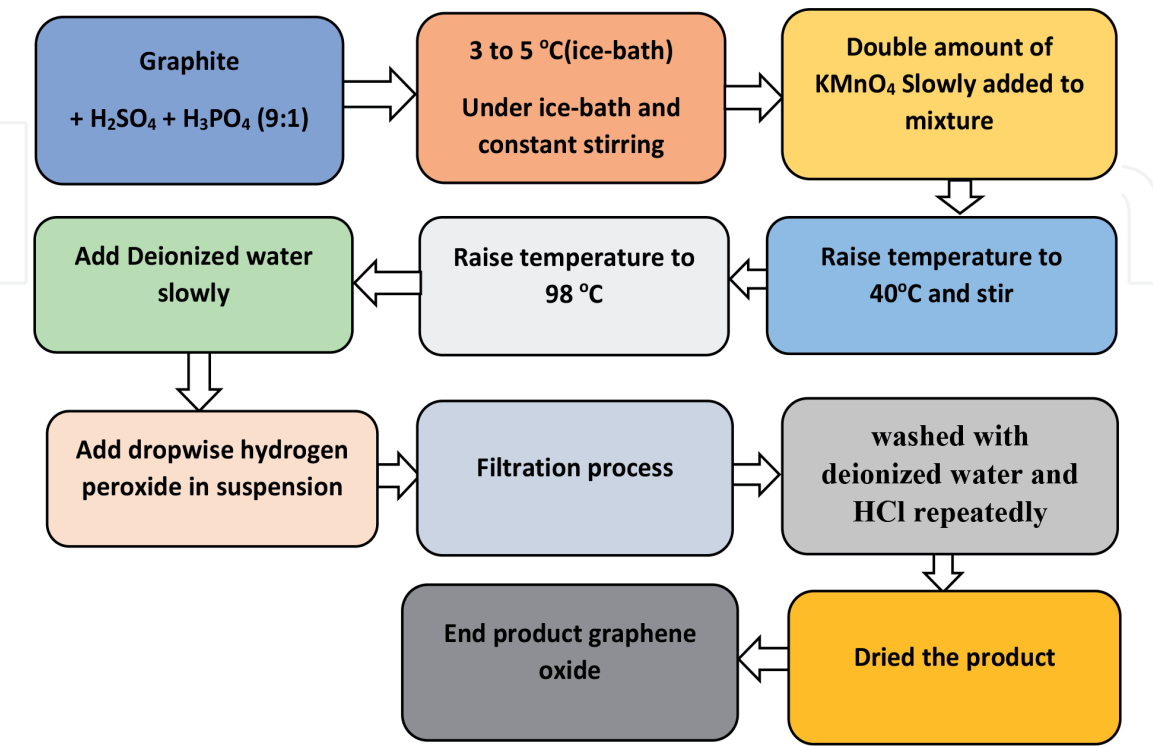 Graphite
+ H₂SO₄ + H₃PO₄ (9:1)
3 to 5 ⁰C(ice-bath)
Under ice-bath and
constant stirring
Double amount of
KMnO₄ Slowly added to
mixture
Raise temperature to
40⁰C and stir
Raise temperature to
98 ⁰C
Add Deionized water
slowly
Add dropwise hydrogen
peroxide in suspension
Filtration process
washed with
deionized water and
HCl repeatedly
Dried the product
End product graphene
oxide